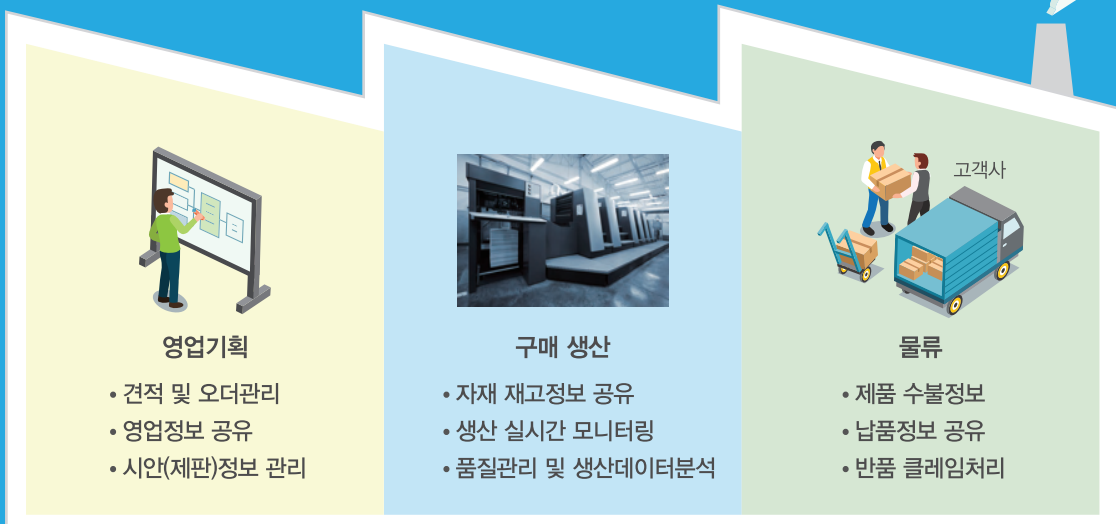 영업기획
• 견적 및 오더관리
• 영업정보 공유
• 시안(제판)정보 관리
구매 생산
• 자재 재고정보 공유
• 생산 실시간 모니터링
• 품질관리 및 생산데이터분석
고객사
물류
• 제품 수불정보
• 납품정보 공유
• 반품 클레임처리